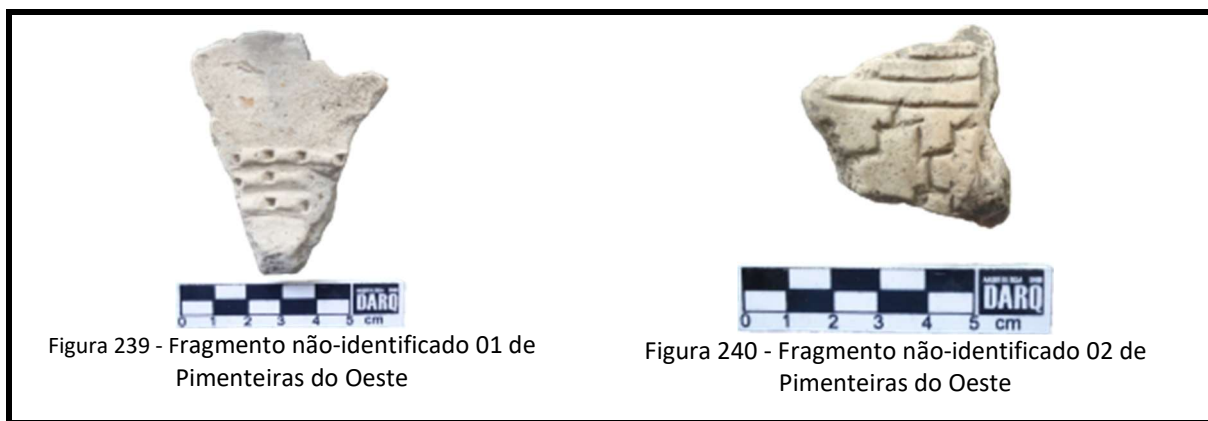 DARQ
0 1 2 3 4 5 cm
Figura 239 - Fragmento não-identificado 01 de
Pimenteiras do Oeste
DARQ
0 1 2 3 4 5 cm
Figura 240 - Fragmento não-identificado 02 de
Pimenteiras do Oeste